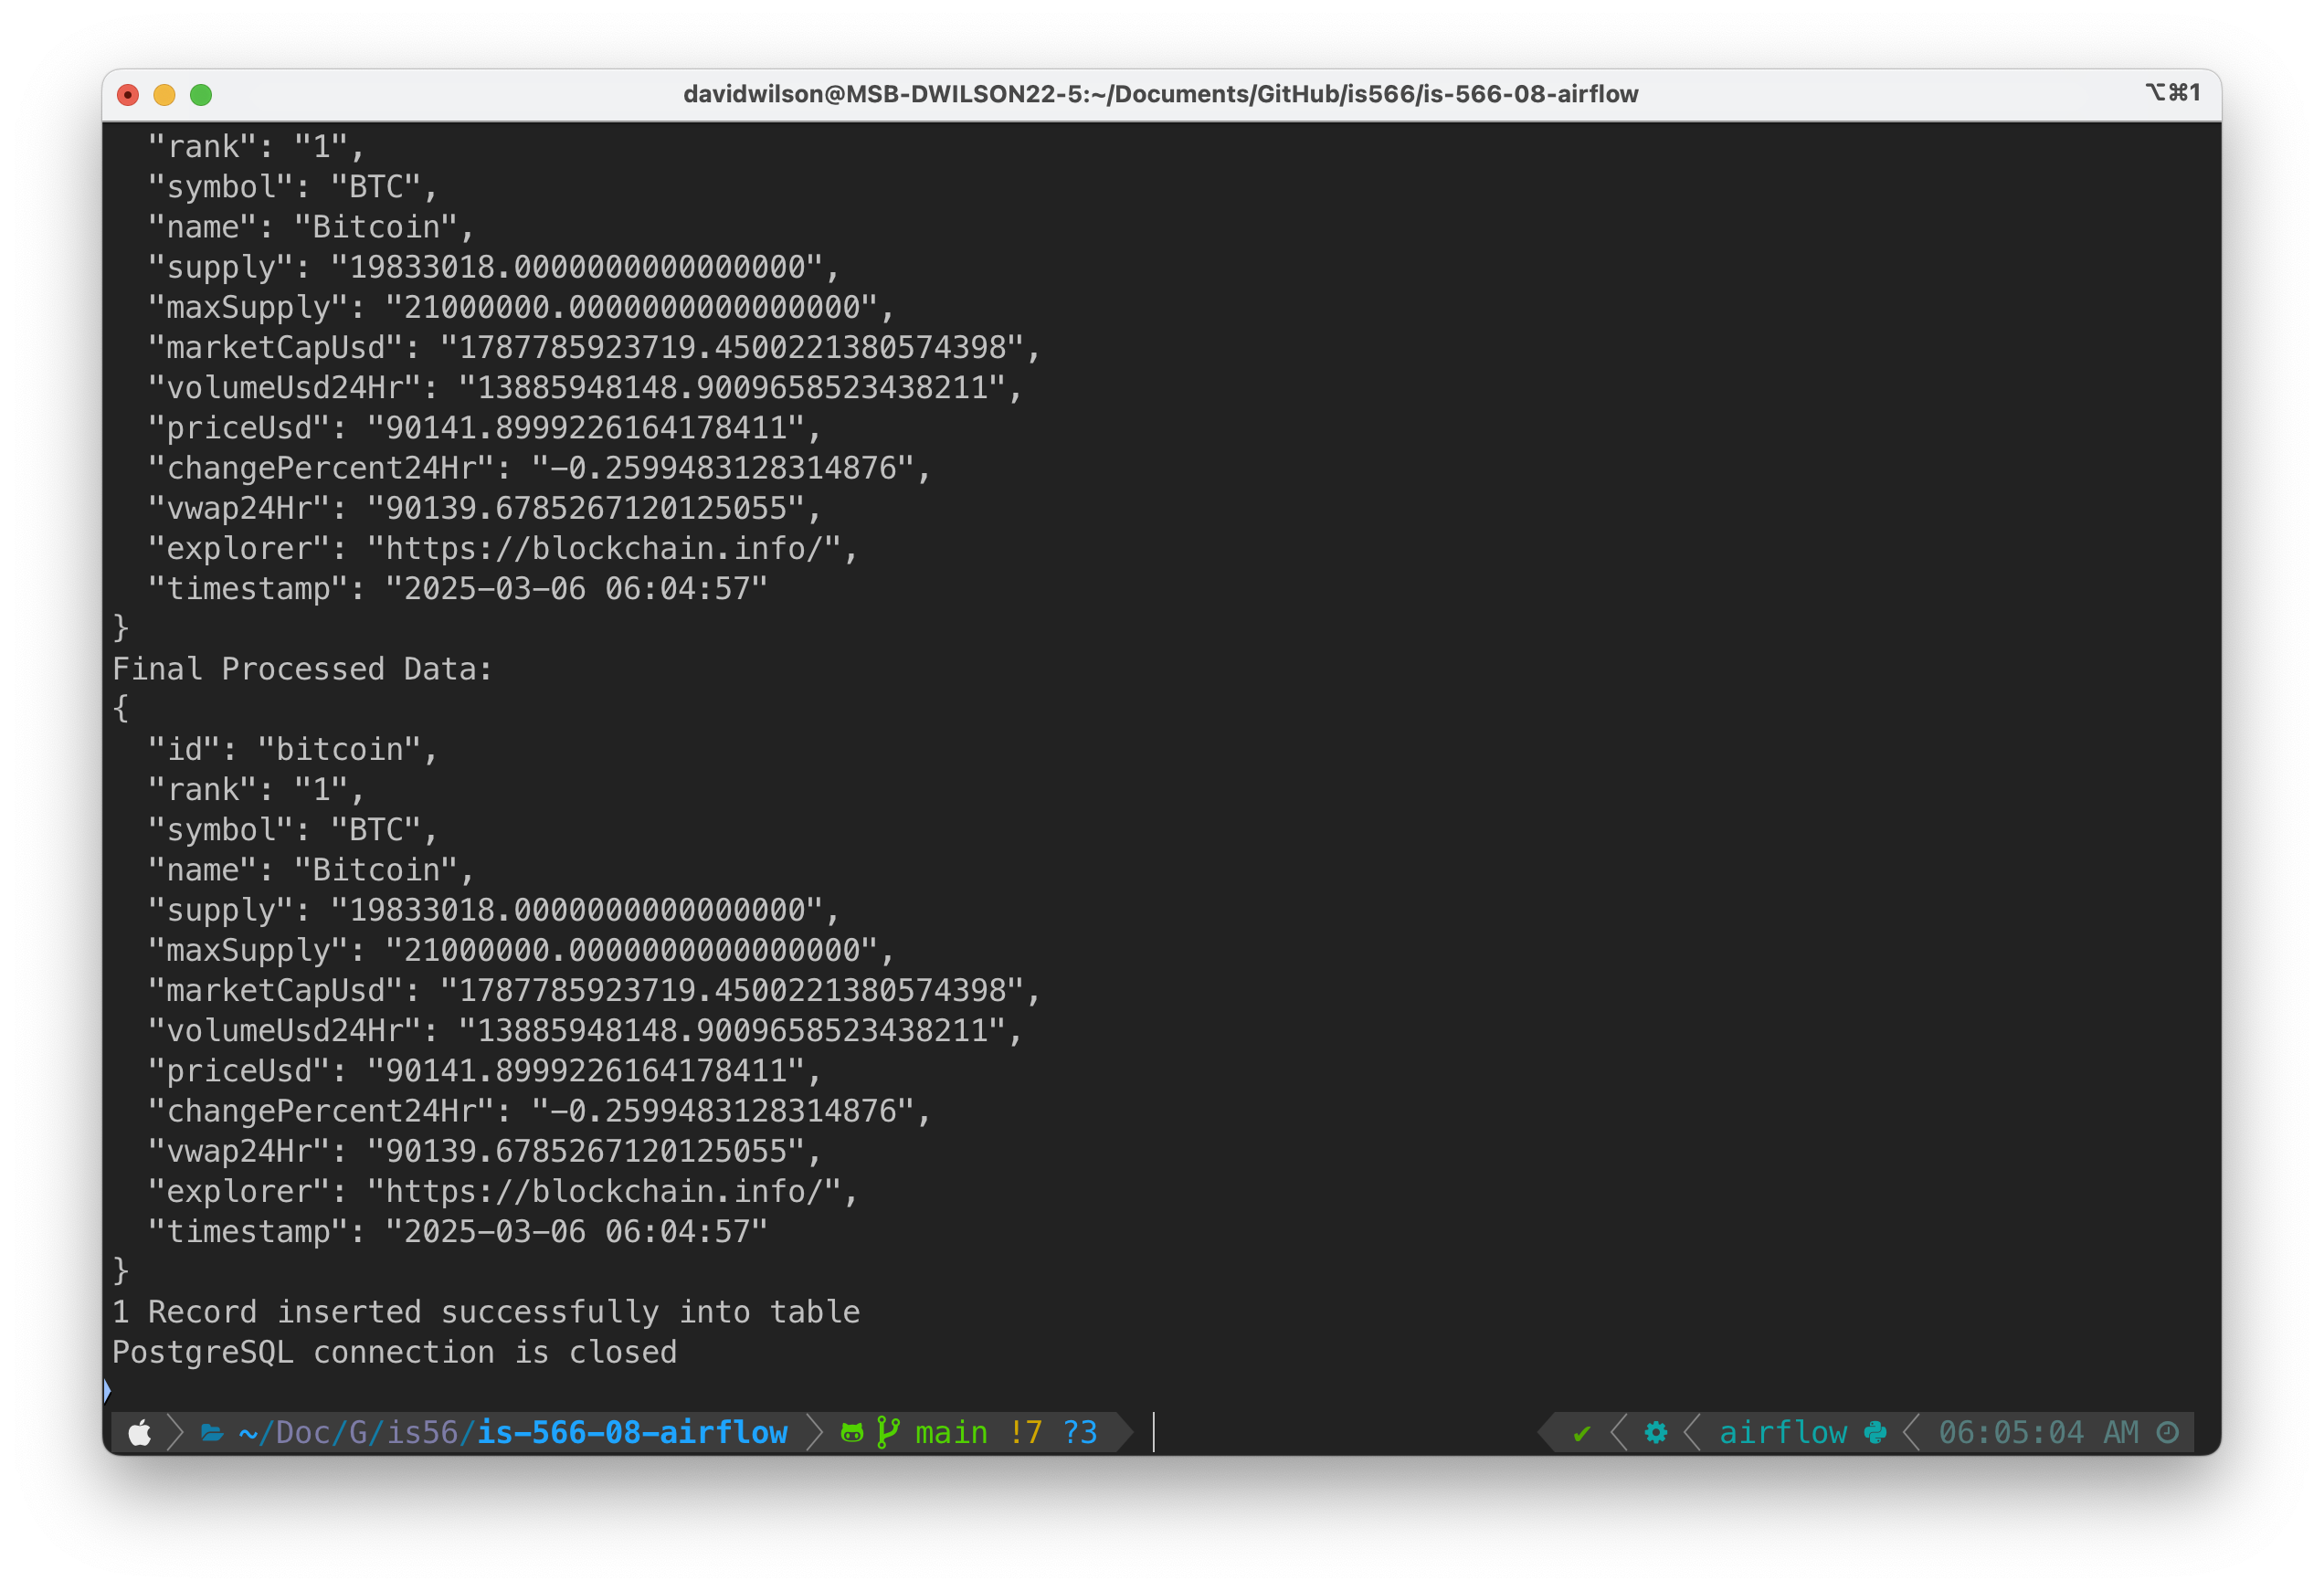 davidwilson@MSB-DWILSON22-5:~/Documents/GitHub/is566/is-566-08-airflow ⌥⌘1
"rank": "1",
"symbol": "BTC",
"name": "Bitcoin",
"supply": "19833018.0000000000000000",
"maxSupply": "21000000.0000000000000000",
"marketCapUsd": "1787785923719.4500221380574398",
"volumeUsd24Hr": "13885948148.9009658523438211",
"priceUsd": "90141.8999226164178411",
"changePercent24Hr": "-0.2599483128314876",
"vwap24Hr": "90139.6785267120125055",
"explorer": "https://blockchain.info/",
"timestamp": "2025-03-06 06:04:57"
}
Final Processed Data:
{
"id": "bitcoin",
"rank": "1",
"symbol": "BTC",
"name": "Bitcoin",
"supply": "19833018.0000000000000000",
"maxSupply": "21000000.0000000000000000",
"marketCapUsd": "1787785923719.4500221380574398",
"volumeUsd24Hr": "13885948148.9009658523438211",
"priceUsd": "90141.8999226164178411",
"changePercent24Hr": "-0.2599483128314876",
"vwap24Hr": "90139.6785267120125055",
"explorer": "https://blockchain.info/",
"timestamp": "2025-03-06 06:04:57"
}
1 Record inserted successfully into table
PostgreSQL connection is closed
~/Doc/G/is56/is-566-08-airflow main !7 ?3 ✔ airflow 06:05:04 AM